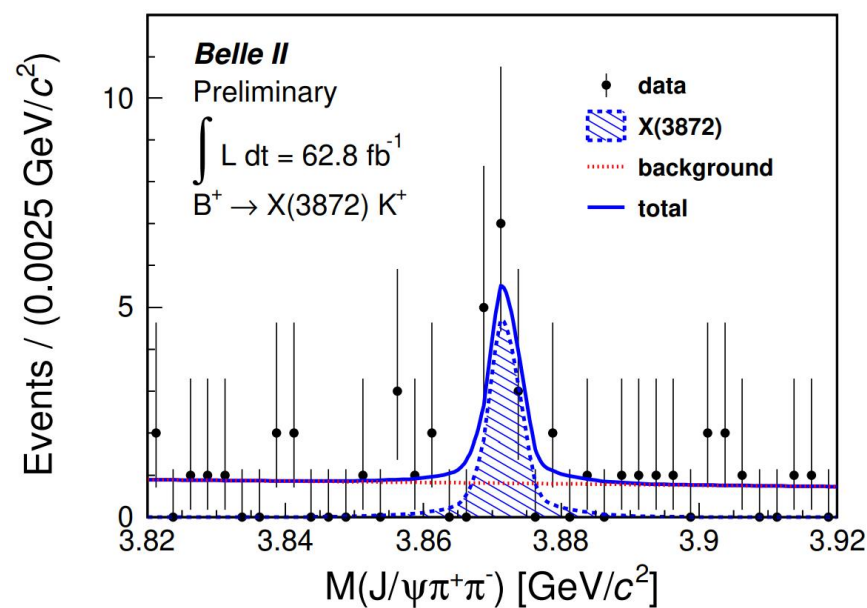 Belle II
Preliminary
∫ L dt = 62.8 fb⁻¹
B⁺ → X(3872) K⁺
data
X(3872)
background
total
Events / (0.0025 GeV/c²)
10
5
0
3.82 3.84 3.86 3.88 3.9 3.92
M(J/ψπ⁺π⁻) [GeV/c²]